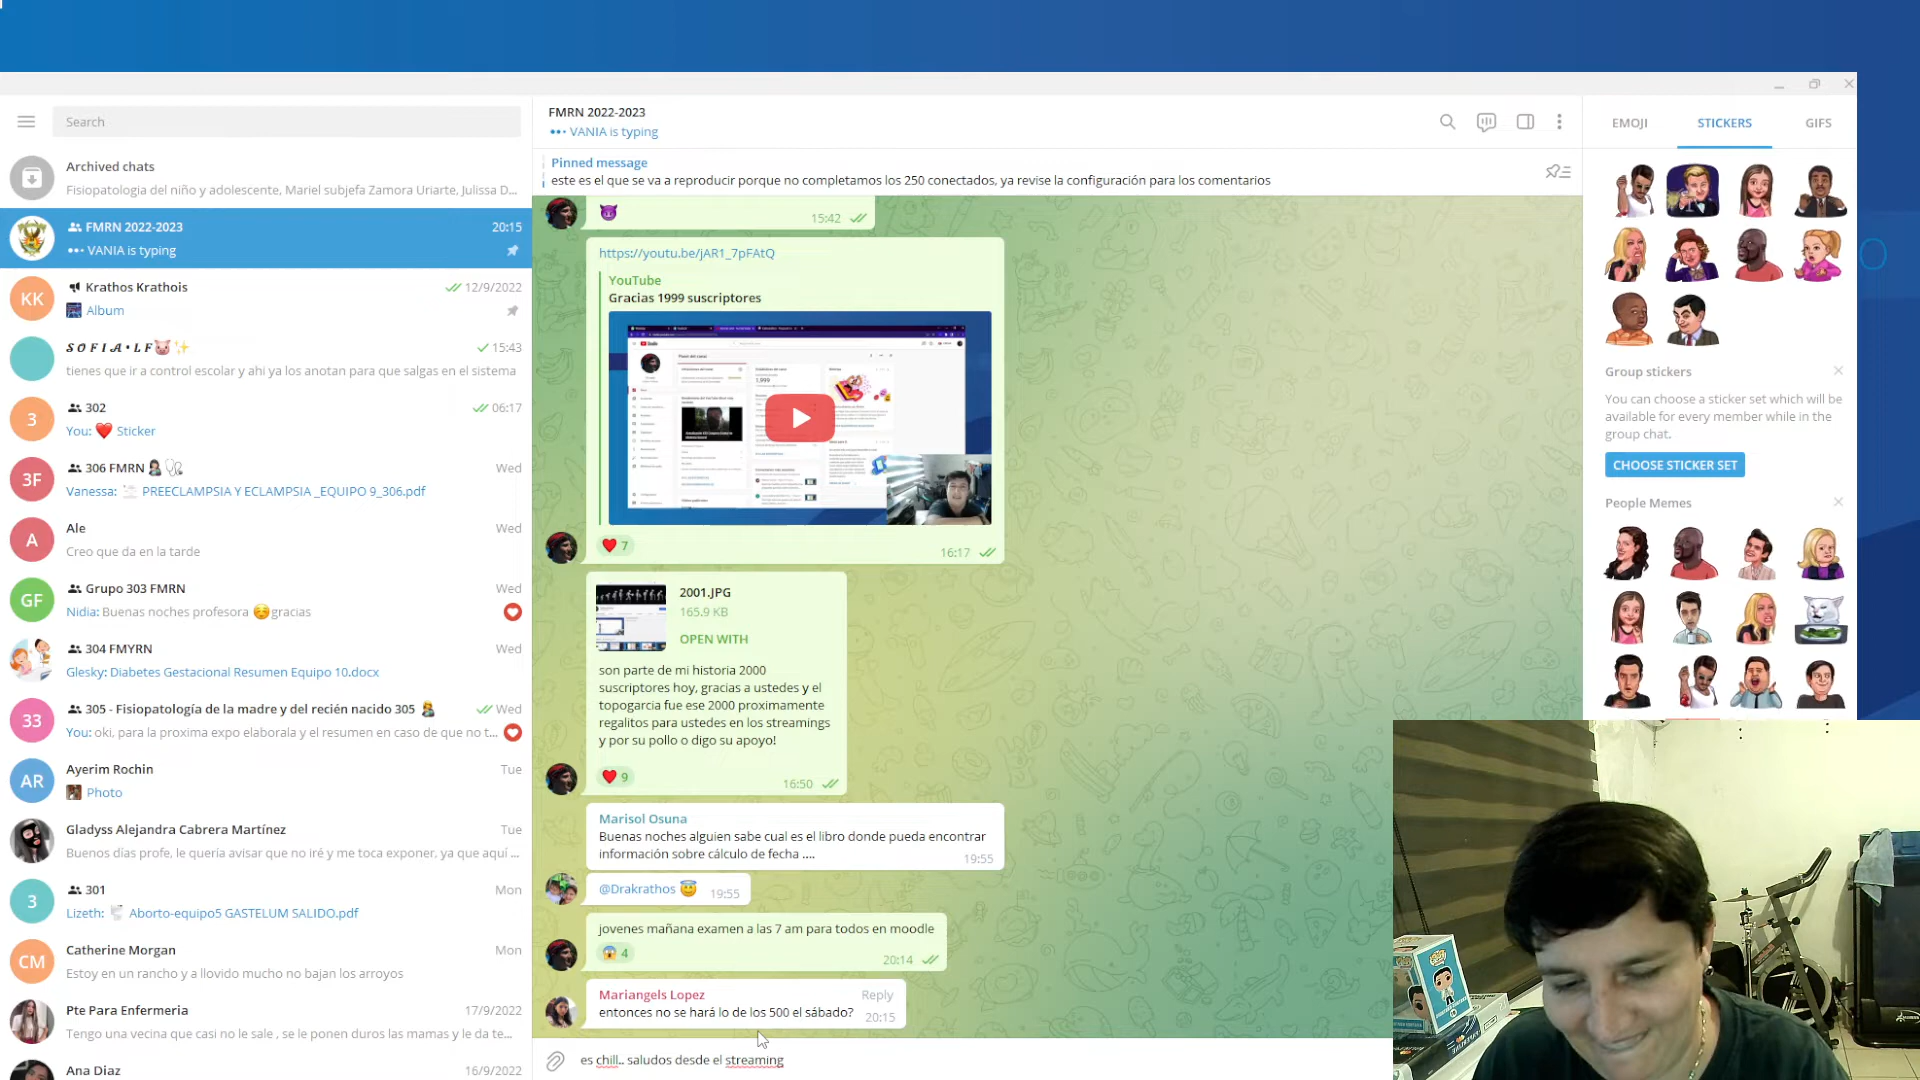 Search
Archived chats
Fisiopatologia del niño y adolescente, Mariel subjefa Zamora Uriarte, Julissa D...
FMRN 2022-2023
20:15
VANIA is typing
KK
Krathos Krathois
12/9/2022
Album
𝑺 𝑶 𝑭 𝑰 𝑨 • 𝑳 𝑭🐷✨
15:43
tienes que ir a control escolar y ahi ya los anotan para que salgas en el sistema
3
302
06:17
You: ❤️ Sticker
3F
306 FMRN👩🏻‍⚕️🩺
Wed
Vanessa: PREECLAMPSIA Y ECLAMPSIA _EQUIPO 9_306.pdf
A
Ale
Wed
Creo que da en la tarde
GF
Grupo 303 FMRN
Wed
Nidia: Buenas noches profesora ☺️gracias
304 FMYRN
Wed
Glesky: Diabetes Gestacional Resumen Equipo 10.docx
33
305 - Fisiopatología de la madre y del recién nacido 305
Wed
You: oki, para la proxima expo elaborala y el resumen en caso de que no t...
AR
Ayerim Rochin
Tue
Photo
Gladyss Alejandra Cabrera Martínez
Tue
Buenos días profe, le quería avisar que no iré y me toca exponer, ya que aquí ...
3
301
Mon
Lizeth: Aborto-equipo5 GASTELUM SALIDO.pdf
CM
Catherine Morgan
Mon
Estoy en un rancho y a llovido mucho no bajan los arroyos
Pte Para Enfermeria
17/9/2022
Tengo una vecina que casi no le sale , se le ponen duros las mamas y le da te...
Ana Diaz
16/9/2022
FMRN 2022-2023
VANIA is typing
Pinned message
este es el que se va a reproducir porque no completamos los 250 conectados, ya revise la configuración para los comentarios
😈
15:42
https://youtu.be/jAR1_7pFAtQ
YouTube
Gracias 1999 suscriptores
❤️ 7
16:17
2001.JPG
165.9 KB
OPEN WITH
son parte de mi historia 2000
suscriptores hoy, gracias a ustedes y el
topogarcia fue ese 2000 proximamente
regalitos para ustedes en los streamings
y por su pollo o digo su apoyo!
❤️ 9
16:50
Marisol Osuna
Buenas noches alguien sabe cual es el libro donde pueda encontrar
información sobre cálculo de fecha ....
19:55
@Drakrathos 😇
19:55
jovenes mañana examen a las 7 am para todos en moodle
😱 4
20:14
Mariangels Lopez
Reply
entonces no se hará lo de los 500 el sábado?
20:15
es chill.. saludos desde el streaming
EMOJI
STICKERS
GIFS
Group stickers
You can choose a sticker set which will be
available for every member while in the
group chat.
CHOOSE STICKER SET
People Memes